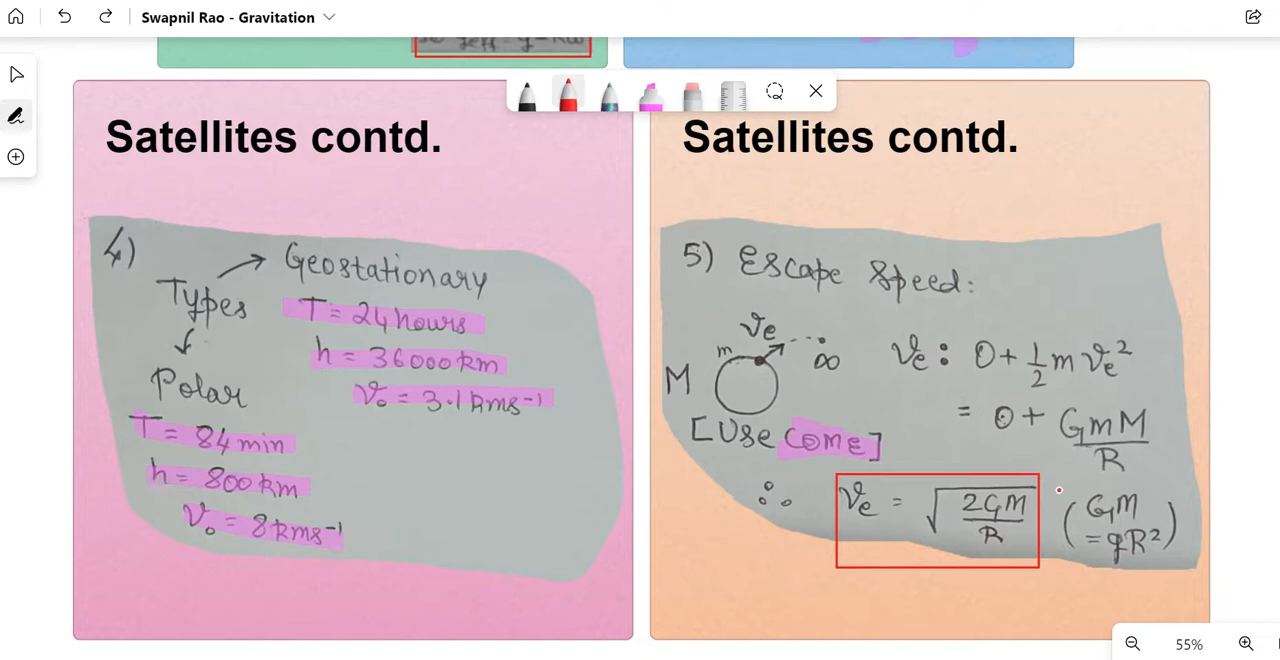 Swapnil Rao - Gravitation
Satellites contd.
4)
Types
Geostationary
T = 24 hours
h = 36000 km
V₀ = 3.1 kms⁻¹
Polar
T = 84 min
h = 800 km
V₀ = 8 kms⁻¹
Satellites contd.
5) Escape Speed:
M m ve ∞
[Use COME]
ve : 0 + 1/2 m ve²
= 0 + GmM/R
∴ ve = √(2GM/R) (GM = gR²)
55%